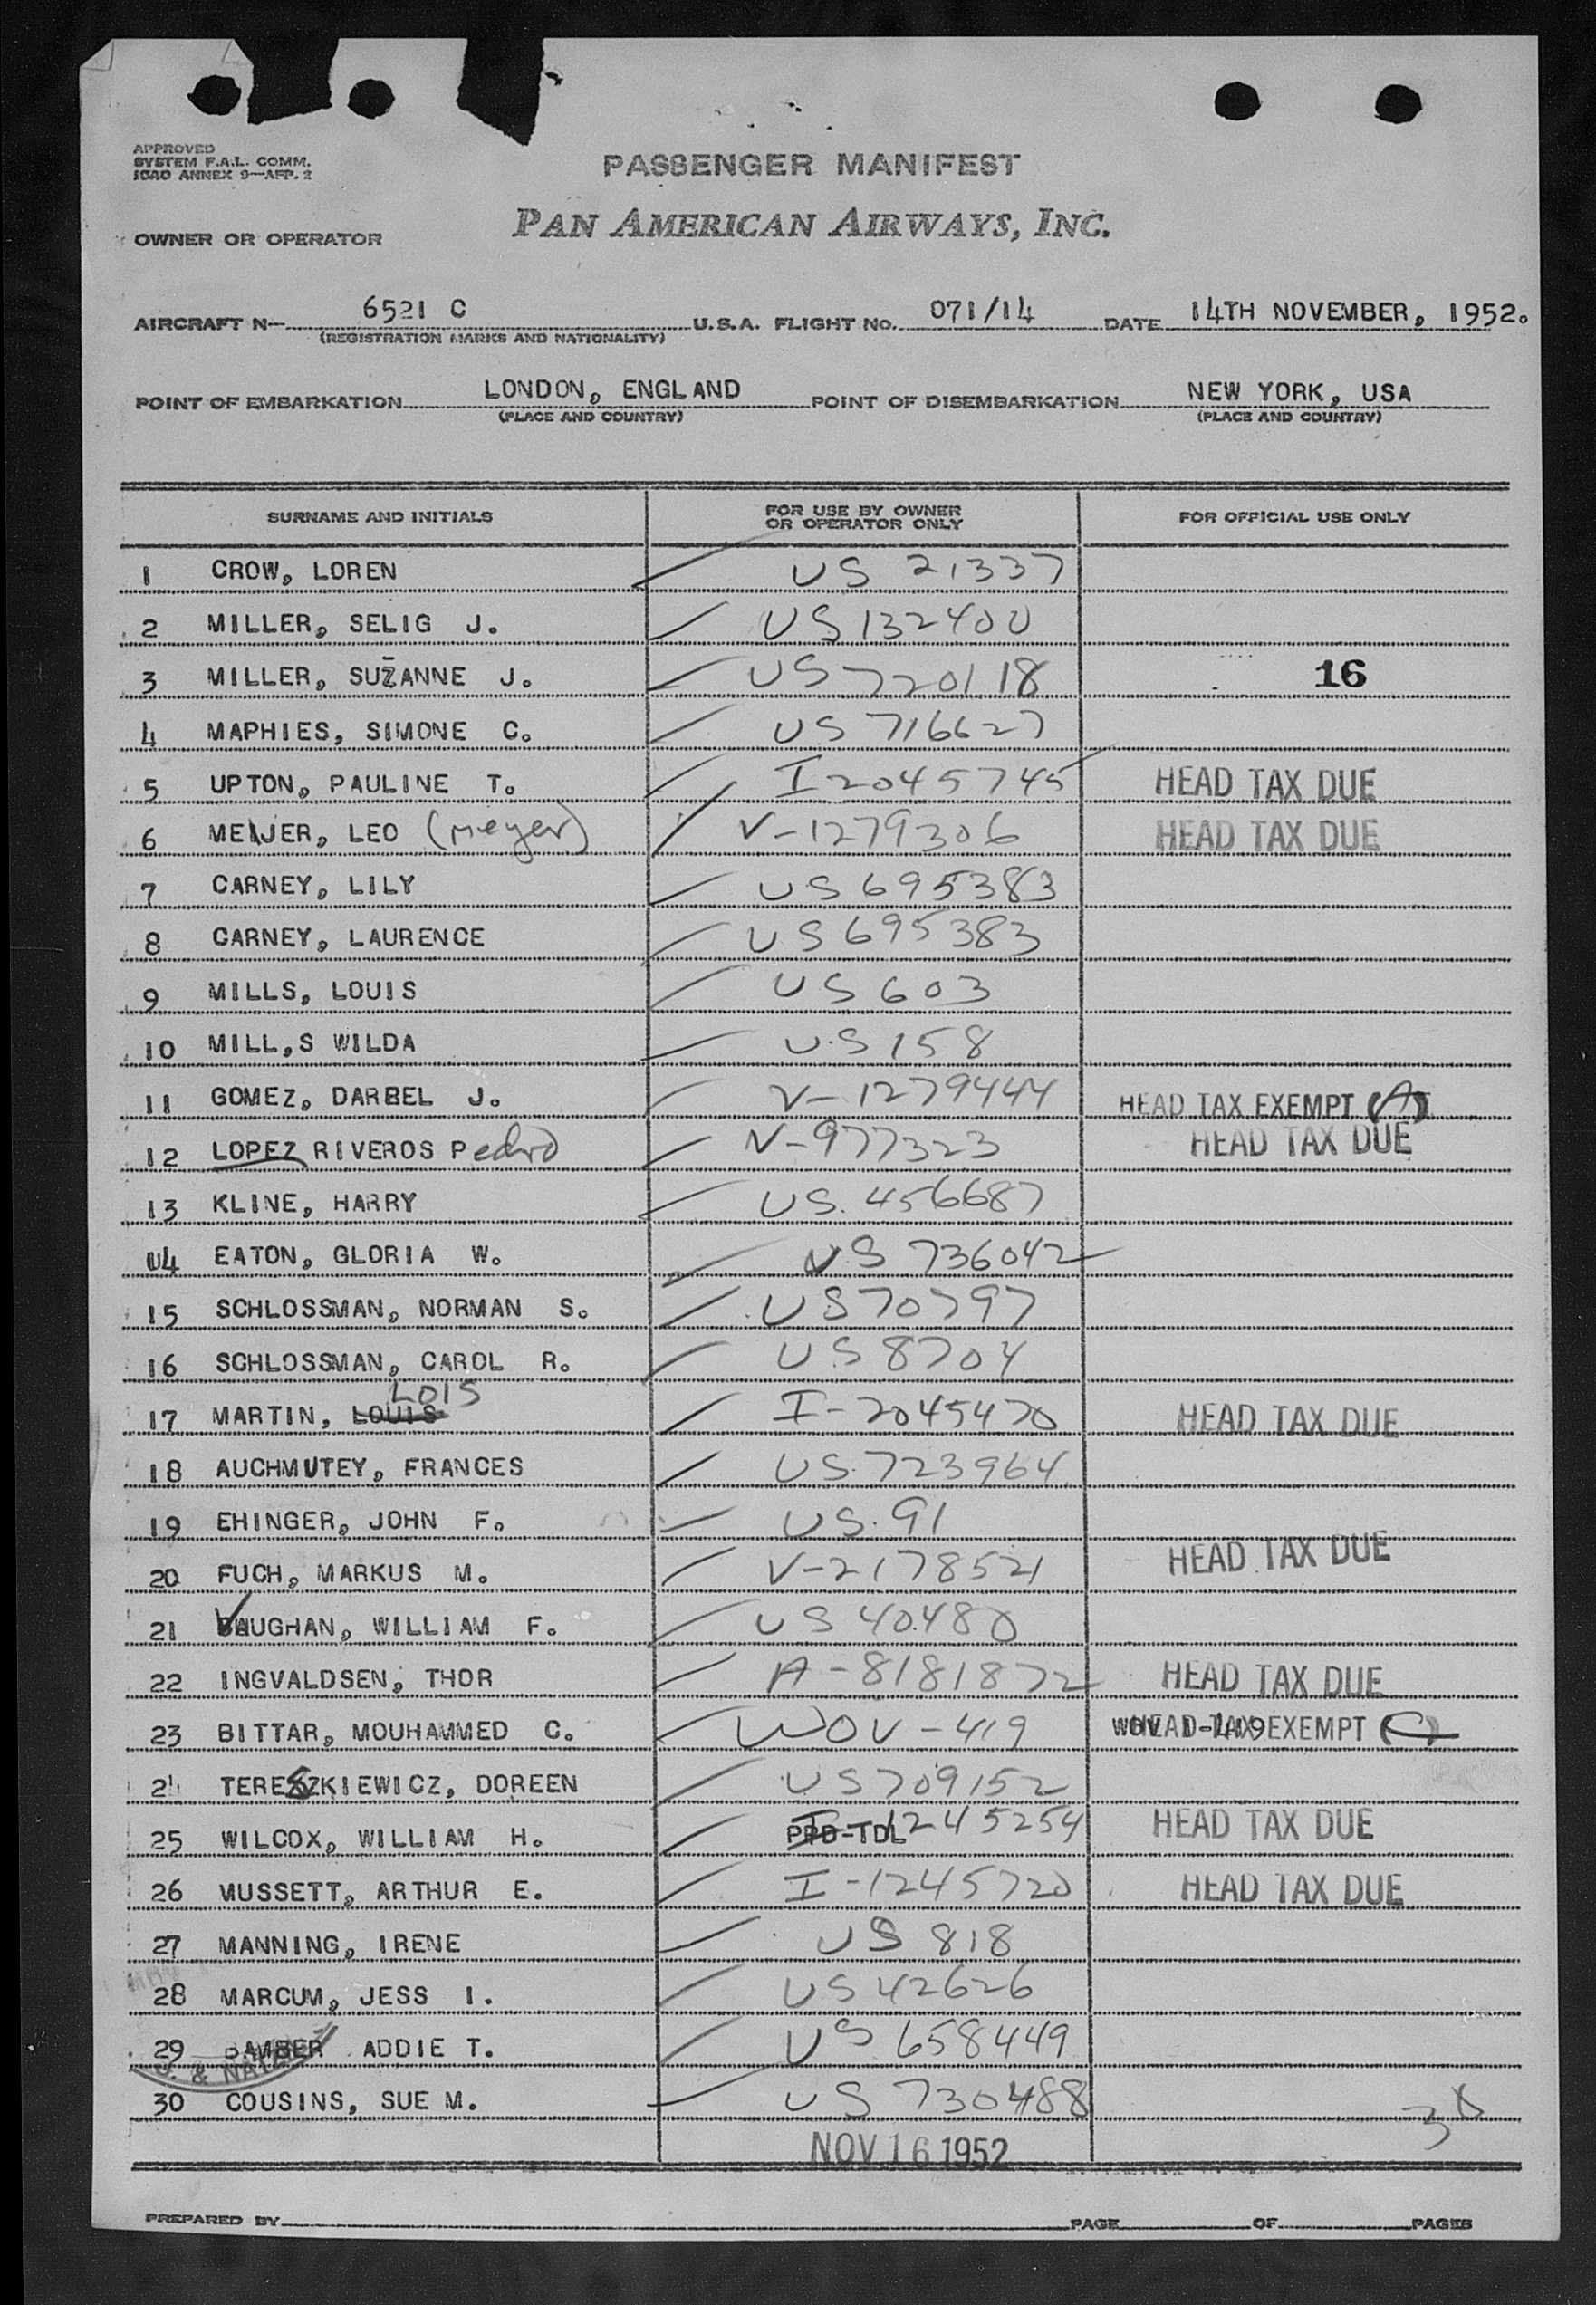 APPROVED
SYSTEM F.A.L. COMM.
ICAO ANNEX 9—APP. 2
PASSENGER MANIFEST
OWNER OR OPERATOR PAN AMERICAN AIRWAYS, INC.
AIRCRAFT N— 6521 C U.S.A. FLIGHT No. 071/14 DATE 14TH NOVEMBER, 1952.
(REGISTRATION MARKS AND NATIONALITY)
POINT OF EMBARKATION LONDON, ENGLAND POINT OF DISEMBARKATION NEW YORK, USA
(PLACE AND COUNTRY) (PLACE AND COUNTRY)
SURNAME AND INITIALS FOR USE BY OWNER OR OPERATOR ONLY FOR OFFICIAL USE ONLY
1 CROW, LOREN US 21337
2 MILLER, SELIG J. US 132400
3 MILLER, SUZANNE J. US 720118 16
4 MAPHIES, SIMONE C. US 716627
5 UPTON, PAULINE T. I 2045745 HEAD TAX DUE
6 MEIJER, LEO (Meyer) V-1279306 HEAD TAX DUE
7 CARNEY, LILY US 695383
8 CARNEY, LAURENCE US 695383
9 MILLS, LOUIS US 603
10 MILL,S WILDA U.S 158
11 GOMEZ, DARBEL J. V-1279444 HEAD TAX EXEMPT (A)
12 LOPEZ RIVEROS Pedro V-977323 HEAD TAX DUE
13 KLINE, HARRY US. 456687
14 EATON, GLORIA W. US 736042
15 SCHLOSSMAN, NORMAN S. US 70797
16 SCHLOSSMAN, CAROL R. US 8704
LOIS
17 MARTIN, LOUIS I-2045470 HEAD TAX DUE
18 AUCHMUTEY, FRANCES US. 723964
19 EHINGER, JOHN F. US. 91
20 FUCH, MARKUS M. V-2178521 HEAD TAX DUE
21 VAUGHAN, WILLIAM F. US 40480
22 INGVALDSEN, THOR A-8181872 HEAD TAX DUE
23 BITTAR, MOUHAMMED C. WOV-419 HEAD TAX EXEMPT (C)
24 TERESZKIEWICZ, DOREEN US 709152
25 WILCOX, WILLIAM H. PPD-TDL I-1245254 HEAD TAX DUE
26 MUSSETT, ARTHUR E. I-1245720 HEAD TAX DUE
27 MANNING, IRENE US 818
28 MARCUM, JESS I. US 42626
29 BAMBER ADDIE T. US 658449
30 COUSINS, SUE M. US 730488
NOV 16 1952
PREPARED BY PAGE OF PAGES